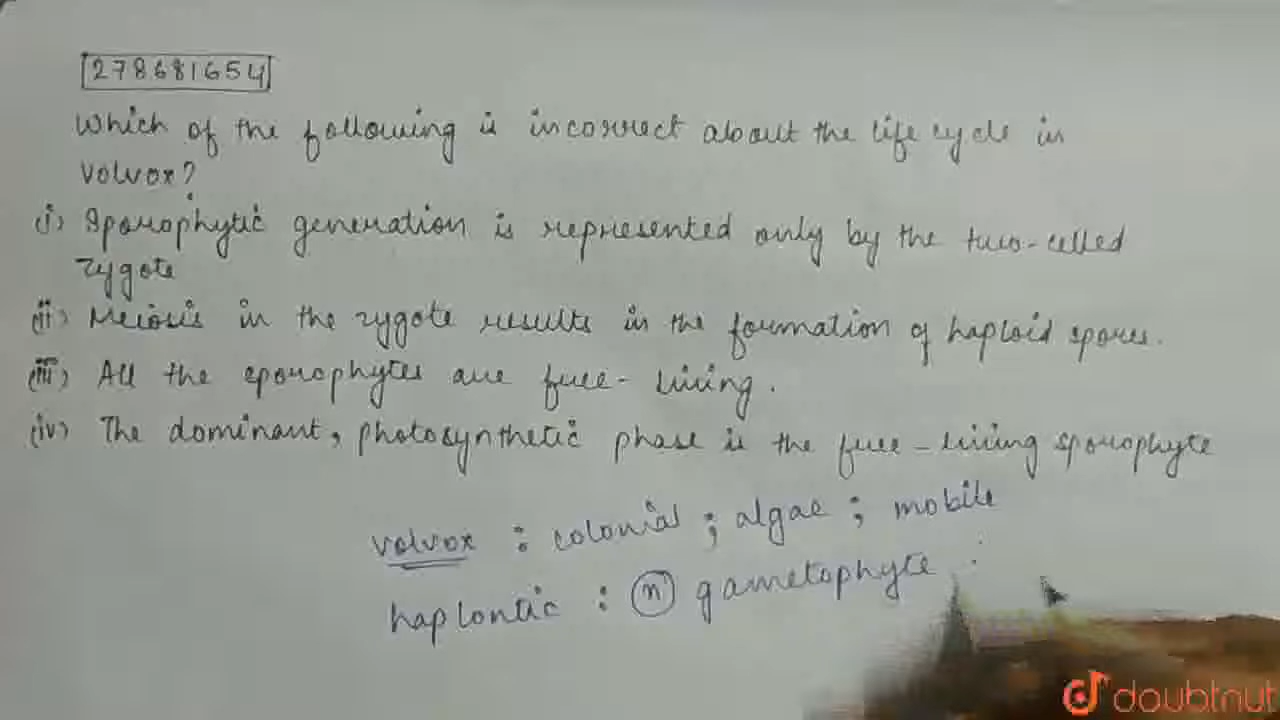 278681654
Which of the following is incorrect about the life cycle in
Volvox?
(i) Sporophytic generation is represented only by the two-celled
zygote
(ii) Meiosis in the zygote results in the formation of haploid spores.
(iii) All the sporophytes are free-living.
(iv) The dominant, photosynthetic phase is the free-living sporophyte
volvox : colonial ; algae ; mobile
haplontic : n gametophyte :
doubtnut